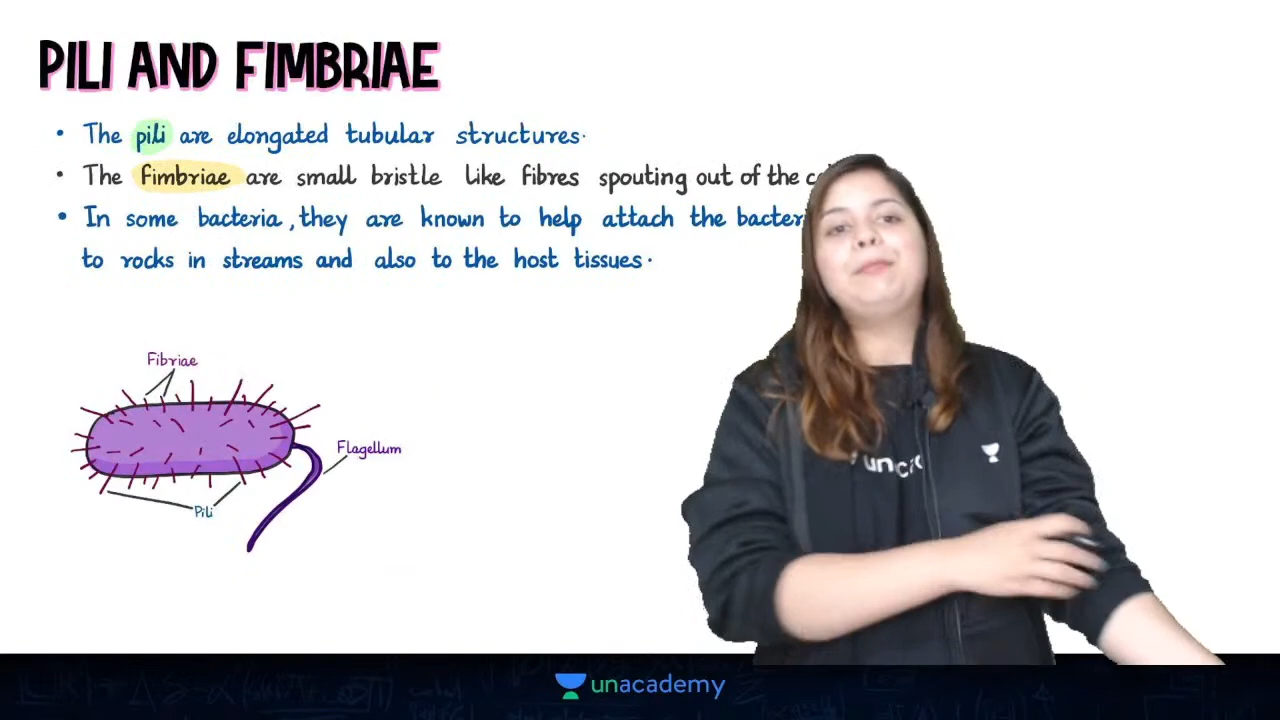 PILI AND FIMBRIAE
• The pili are elongated tubular structures.
• The fimbriae are small bristle like fibres spouting out of the
• In some bacteria, they are known to help attach the
to rocks in streams and also to the host tissues.
Fibriae
Flagellum
Pili
unacademy